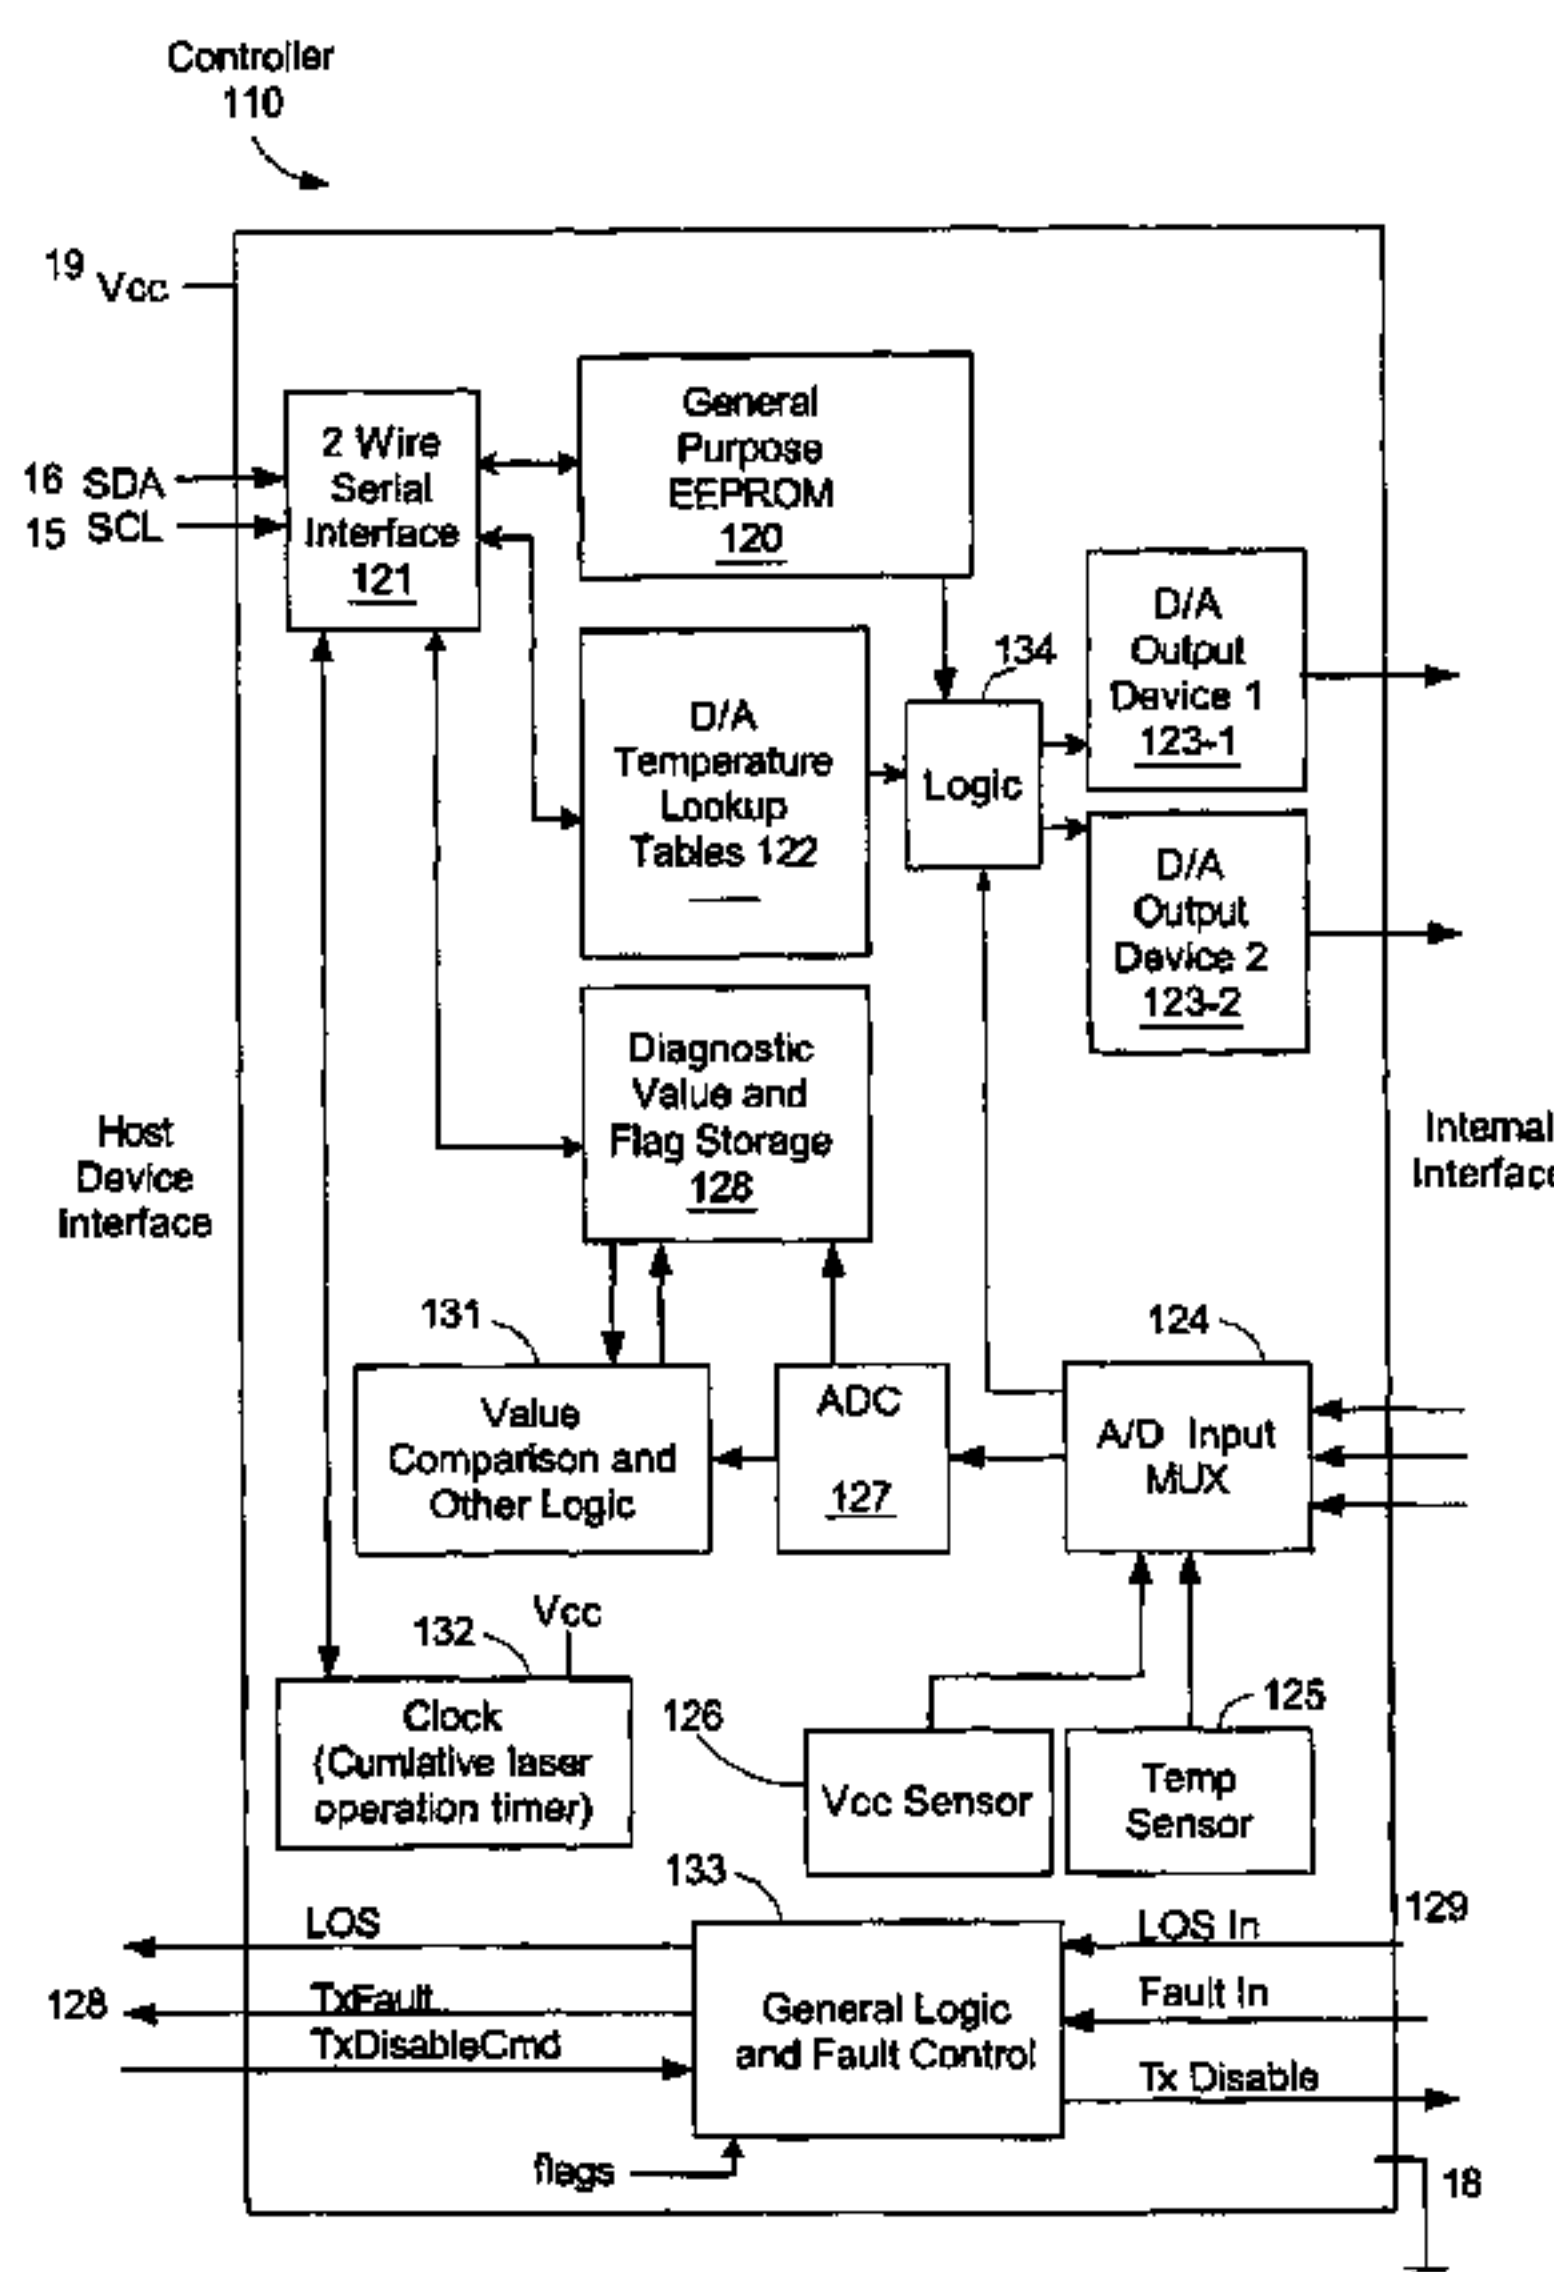 Controller
110
19
Vcc
General
Purpose
EEPROM
120
2 Wire
Serial
Interface
121
16 SDA
15 SCL
D/A
Output
Device 1
123-1
134
Logic
D/A
Temperature
Lookup
Tables 122
D/A
Output
Device 2
123-2
Diagnostic
Value and
Flag Storage
128
Host
Device
Interface
Internal
Interface
131
Value
Comparison and
Other Logic
ADC
127
124
A/D Input
MUX
132
Vcc
Clock
(Cumlative laser
operation timer)
126
Vcc Sensor
125
Temp
Sensor
133
General Logic
and Fault Control
LOS
128
TxFault
TxDisableCmd
129
LOS In
Fault In
Tx Disable
flags
18